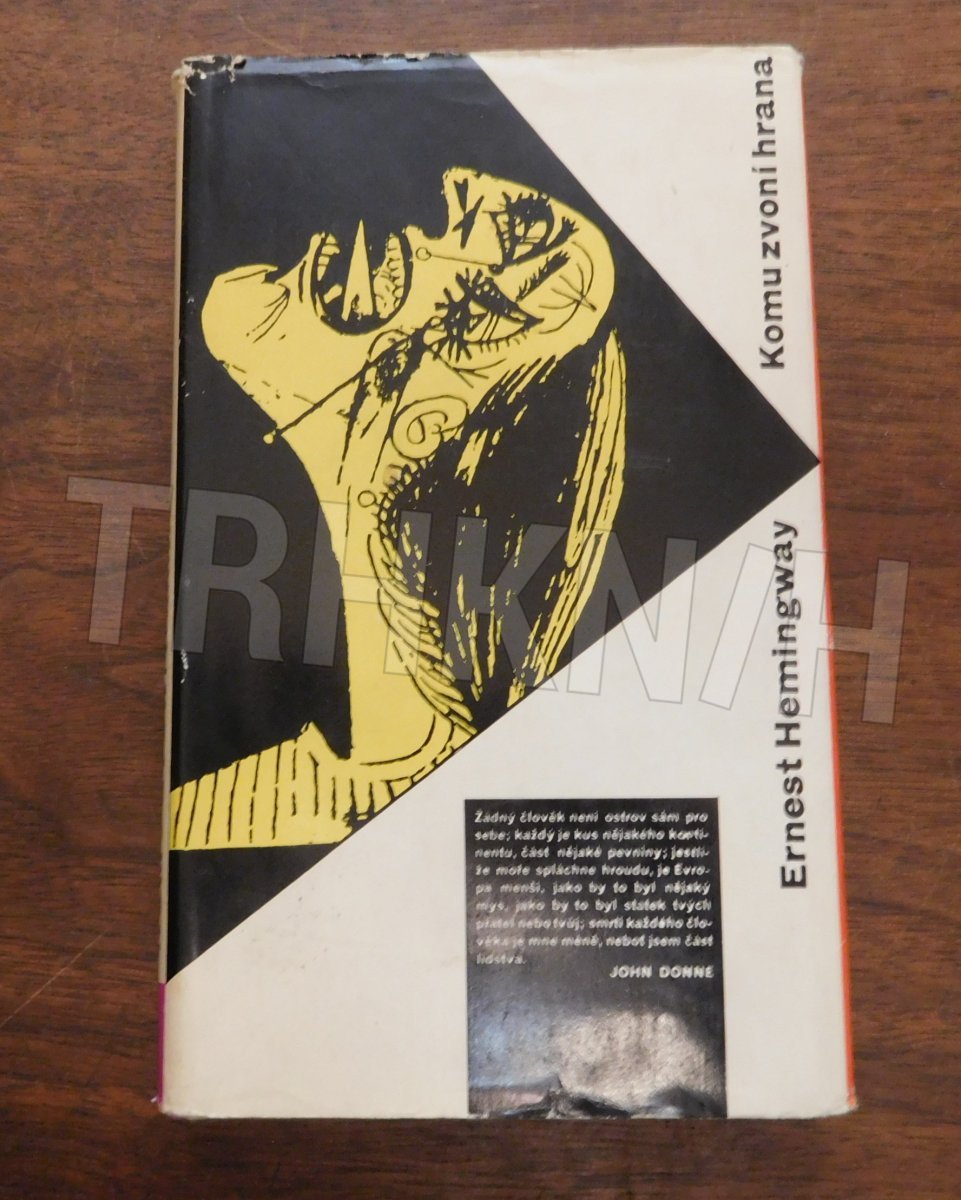 Komu zvoní hrana
Ernest Hemingway
Žádný člověk není ostrov sám pro
sebe; každý je kus nějakého konti-
nentu, část nějaké pevniny; jestli-
že moře spláchne hroudu, je Evro-
pa menší, jako by to byl nějaký
mys, jako by to byl statek tvých
přátel nebo tvůj; smrtí každého člo-
věka je mne méně, neboť jsem část
lidstva.
JOHN DONNE
TRHKNIH